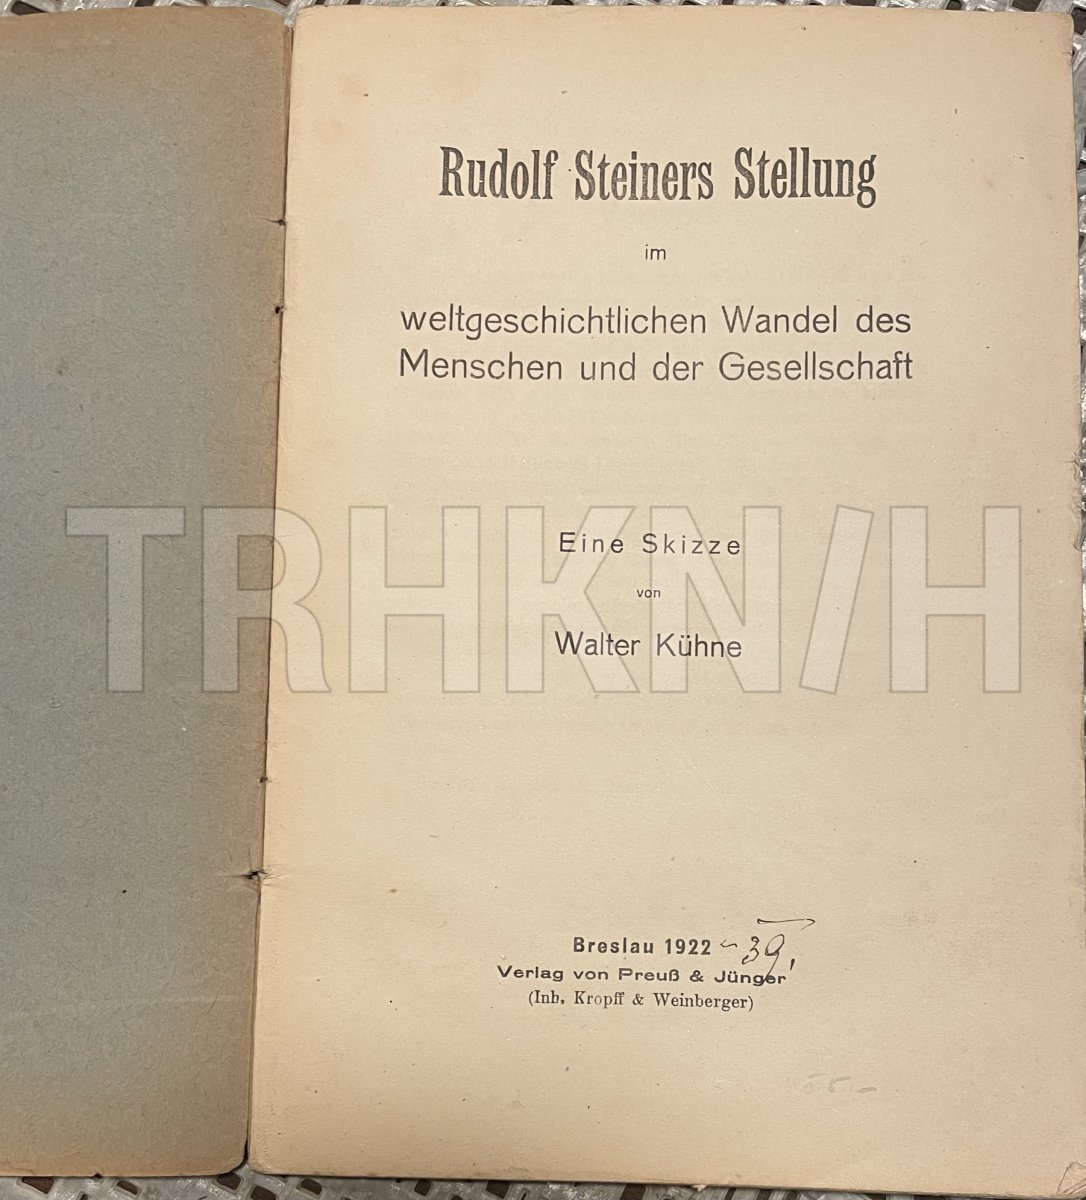 Rudolf Steiners Stellung
im
weltgeschichtlichen Wandel des
Menschen und der Gesellschaft
TRHKN/H
Eine Skizze
von
Walter Kühne
Breslau 1922 ~ 39,
Verlag von Preuß & Jünger
(Inh. Kropff & Weinberger)